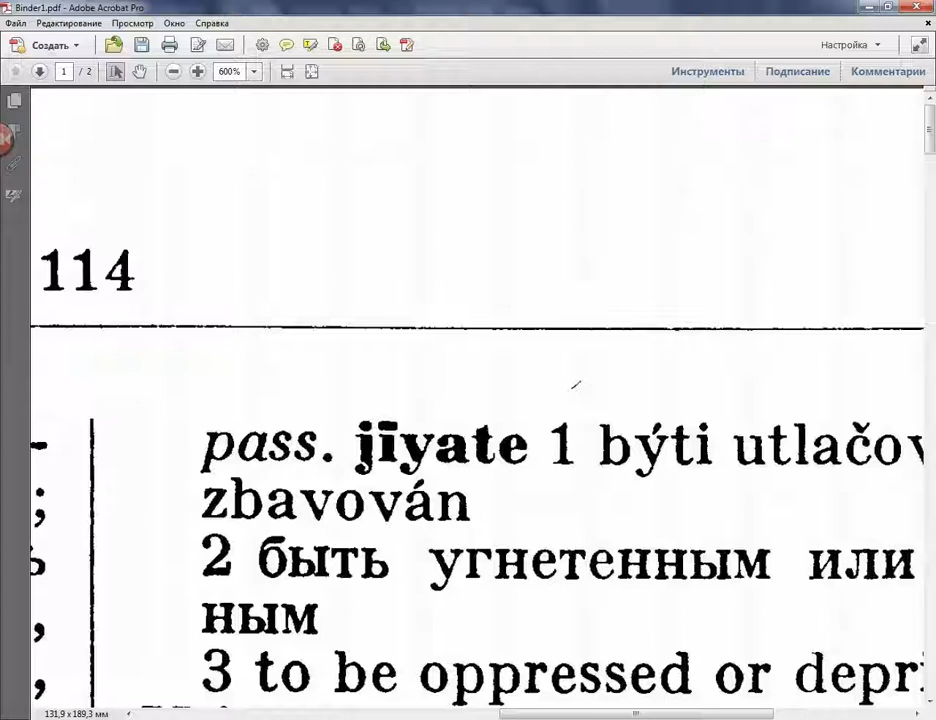 Binder1.pdf - Adobe Acrobat Pro
Файл Редактирование Просмотр Окно Справка
Создать Настройка
1 / 2 600% Инструменты Подписание Комментарии
114
pass. jīyate 1 býti utlačov
-
zbavován
;
2 быть угнетенным или
ным
,
3 to be oppressed or depri
,
131,9 x 189,3 мм